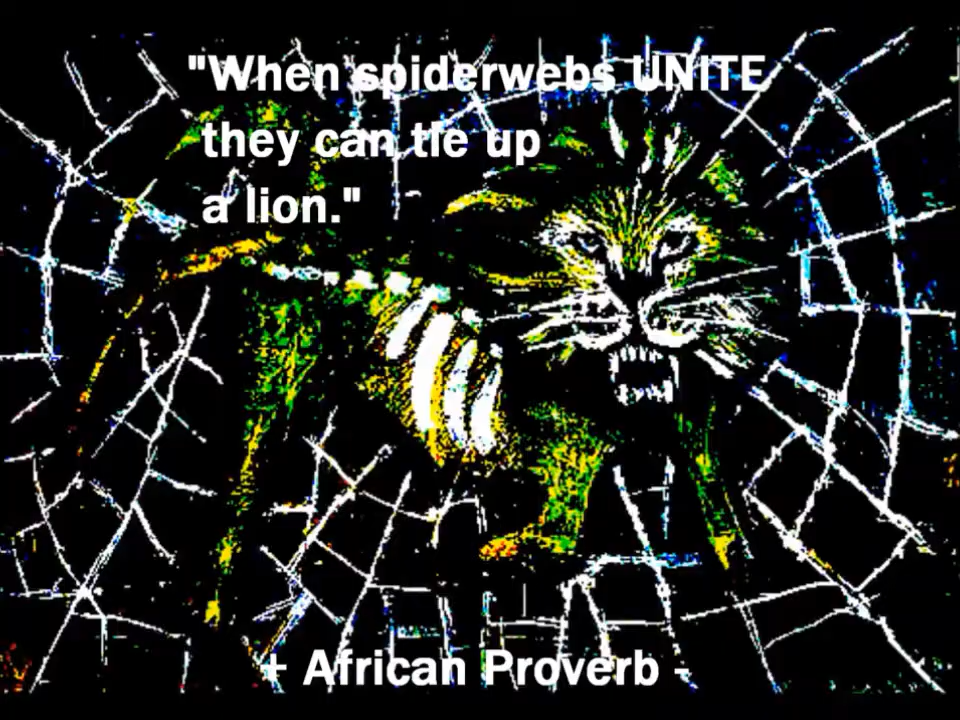 "When spiderwebs UNITE
they can tie up
a lion."
+ African Proverb -